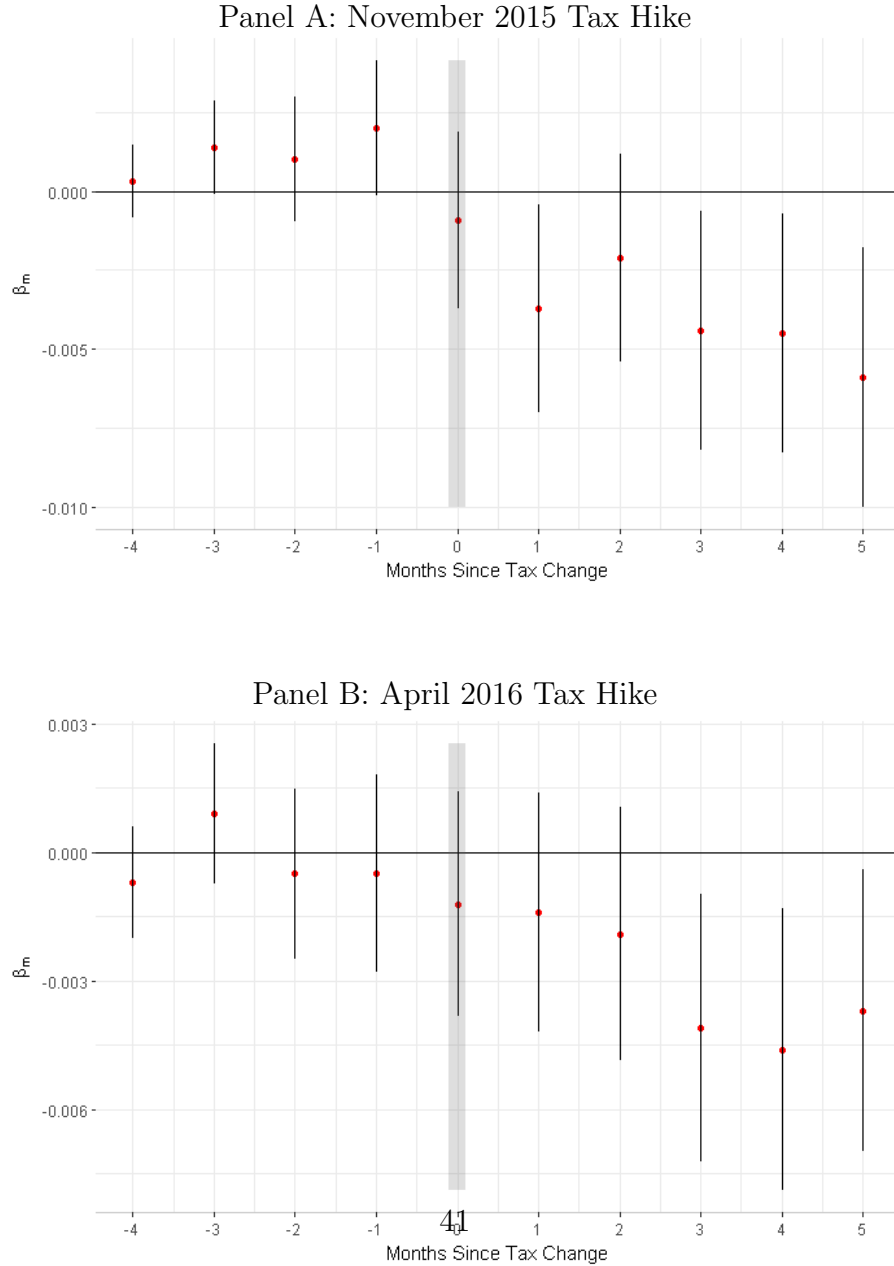 Panel A: November 2015 Tax Hike
0.000
βm
-0.005
-0.010
-4 -3 -2 -1 0 1 2 3 4 5
Months Since Tax Change
Panel B: April 2016 Tax Hike
0.003
0.000
βm
-0.003
-0.006
41
-4 -3 -2 -1 0 1 2 3 4 5
Months Since Tax Change